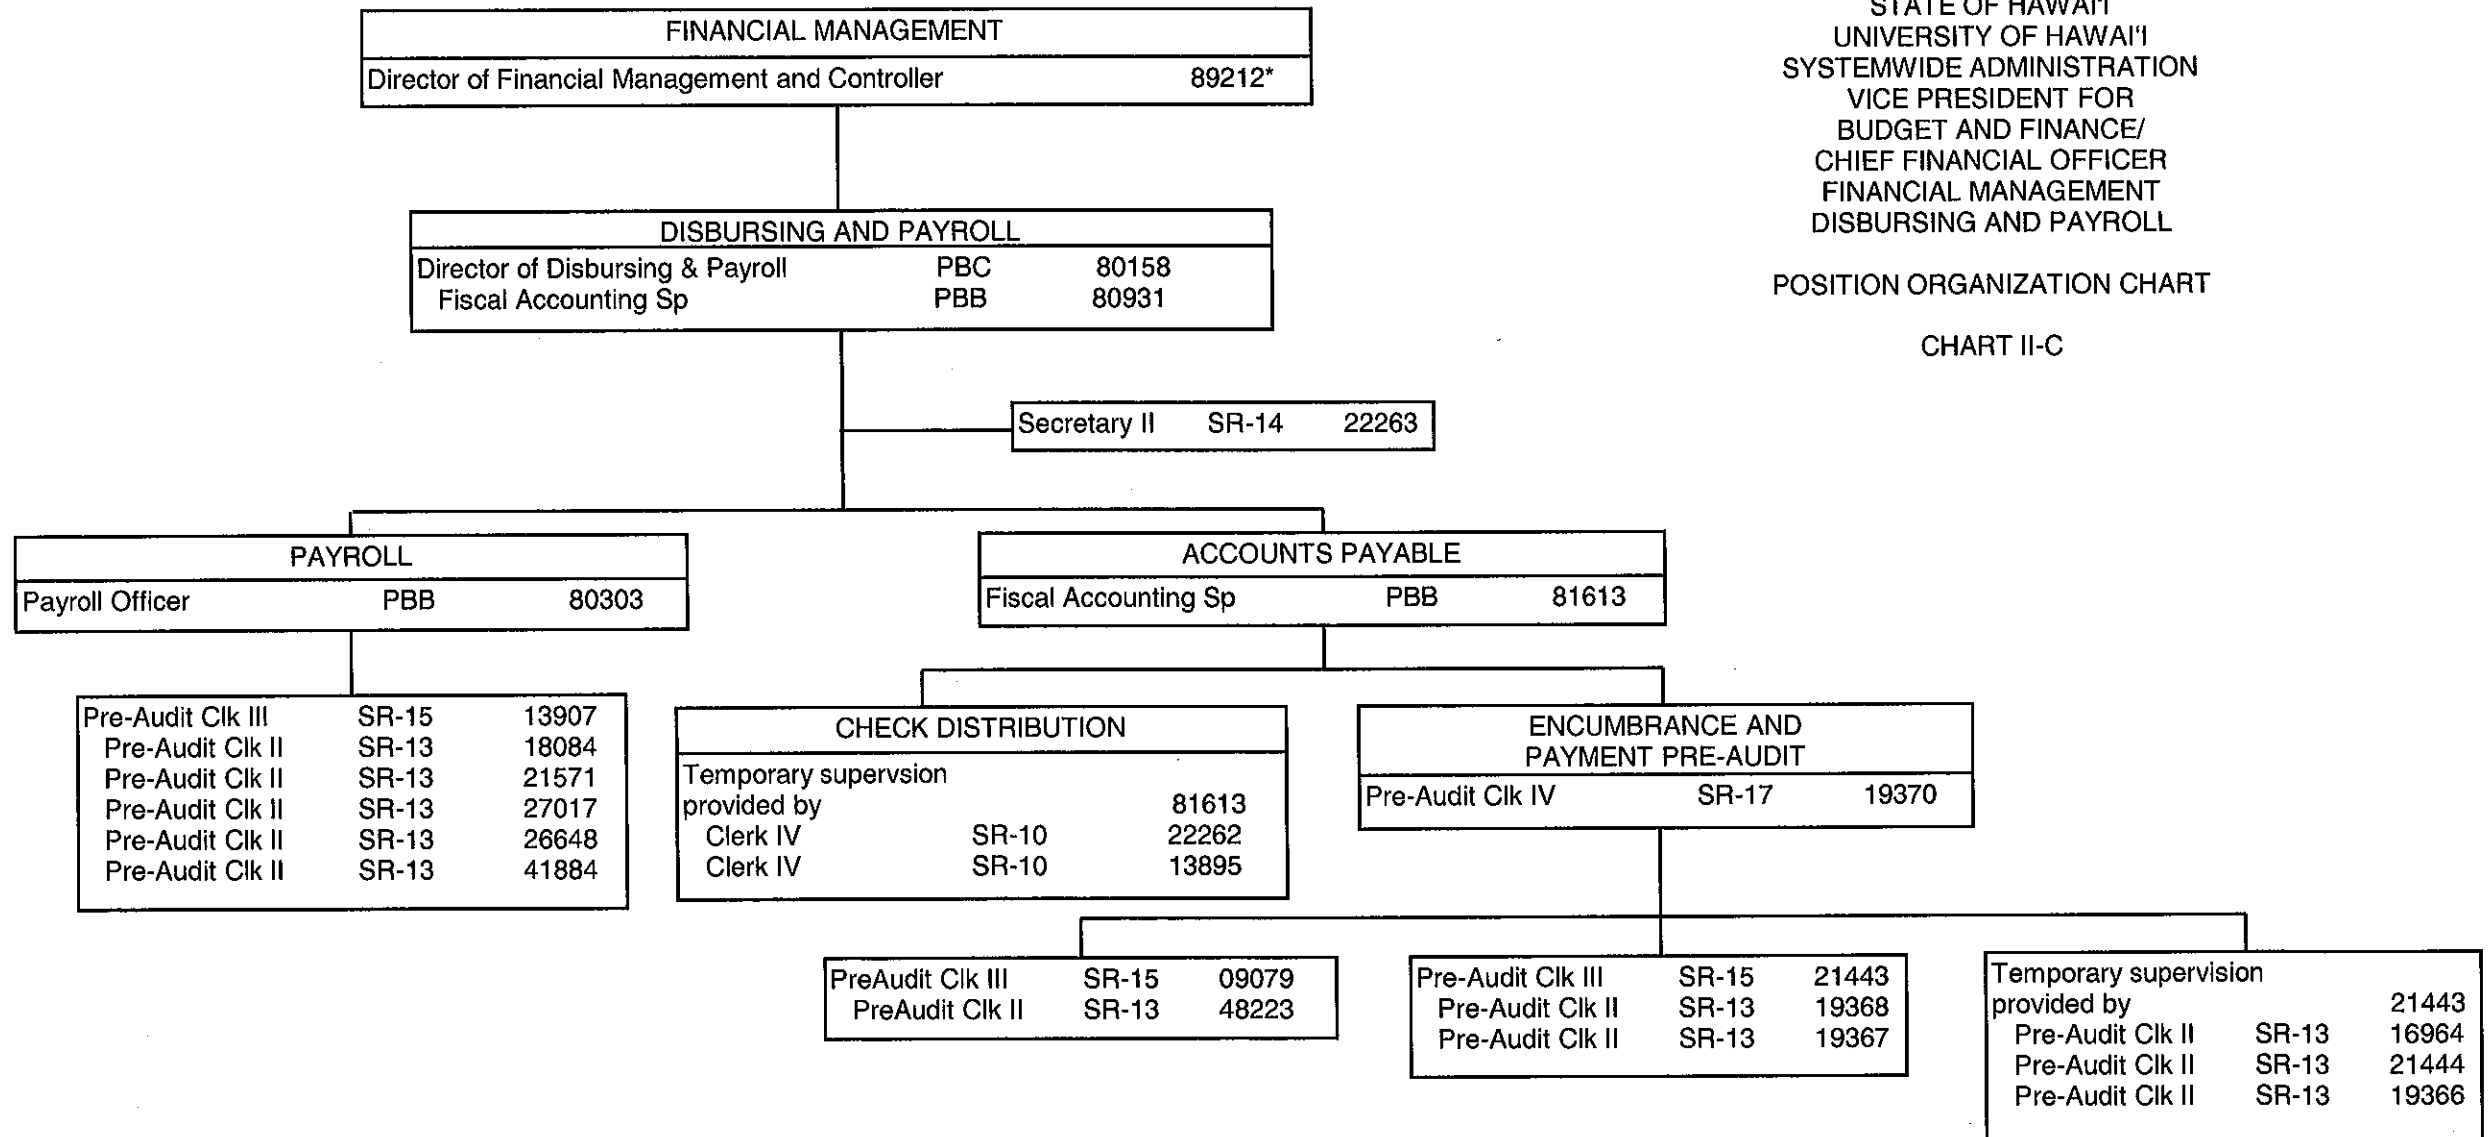 STATE OF HAWAI'I
UNIVERSITY OF HAWAI'I
SYSTEMWIDE ADMINISTRATION
VICE PRESIDENT FOR
BUDGET AND FINANCE/
CHIEF FINANCIAL OFFICER
FINANCIAL MANAGEMENT
DISBURSING AND PAYROLL
POSITION ORGANIZATION CHART
CHART II-C
FINANCIAL MANAGEMENT
Director of Financial Management and Controller 89212*
DISBURSING AND PAYROLL
Director of Disbursing & Payroll PBC 80158
Fiscal Accounting Sp PBB 80931
Secretary II SR-14 22263
PAYROLL
Payroll Officer PBB 80303
Pre-Audit Clk III SR-15 13907
Pre-Audit Clk II SR-13 18084
Pre-Audit Clk II SR-13 21571
Pre-Audit Clk II SR-13 27017
Pre-Audit Clk II SR-13 26648
Pre-Audit Clk II SR-13 41884
ACCOUNTS PAYABLE
Fiscal Accounting Sp PBB 81613
CHECK DISTRIBUTION
Temporary supervsion
provided by 81613
Clerk IV SR-10 22262
Clerk IV SR-10 13895
ENCUMBRANCE AND
PAYMENT PRE-AUDIT
Pre-Audit Clk IV SR-17 19370
PreAudit Clk III SR-15 09079
PreAudit Clk II SR-13 48223
Pre-Audit Clk III SR-15 21443
Pre-Audit Clk II SR-13 19368
Pre-Audit Clk II SR-13 19367
Temporary supervision
provided by 21443
Pre-Audit Clk II SR-13 16964
Pre-Audit Clk II SR-13 21444
Pre-Audit Clk II SR-13 19366